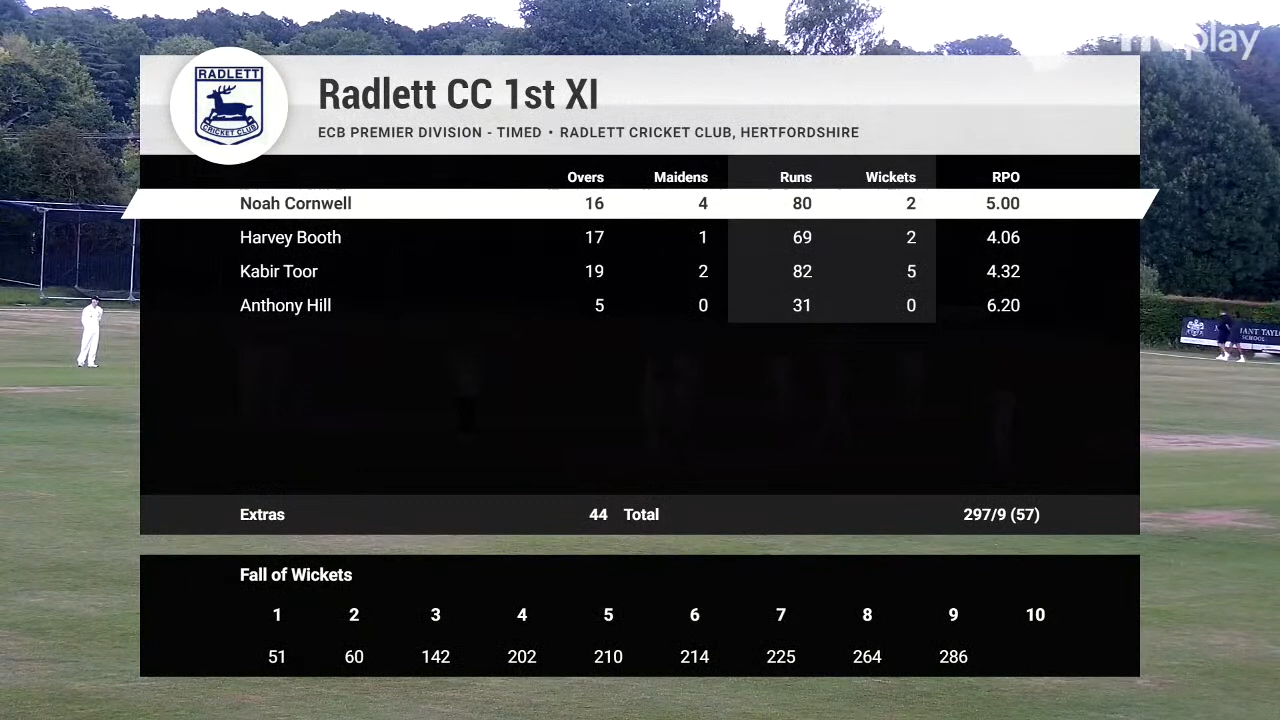 play
RADLETT
CRICKET CLUB
Radlett CC 1st XI
ECB PREMIER DIVISION - TIMED • RADLETT CRICKET CLUB, HERTFORDSHIRE
Overs Maidens Runs Wickets RPO
Noah Cornwell 16 4 80 2 5.00
Harvey Booth 17 1 69 2 4.06
Kabir Toor 19 2 82 5 4.32
Anthony Hill 5 0 31 0 6.20
SCHOOL
Extras 44 Total 297/9 (57)
Fall of Wickets
1 2 3 4 5 6 7 8 9 10
51 60 142 202 210 214 225 264 286